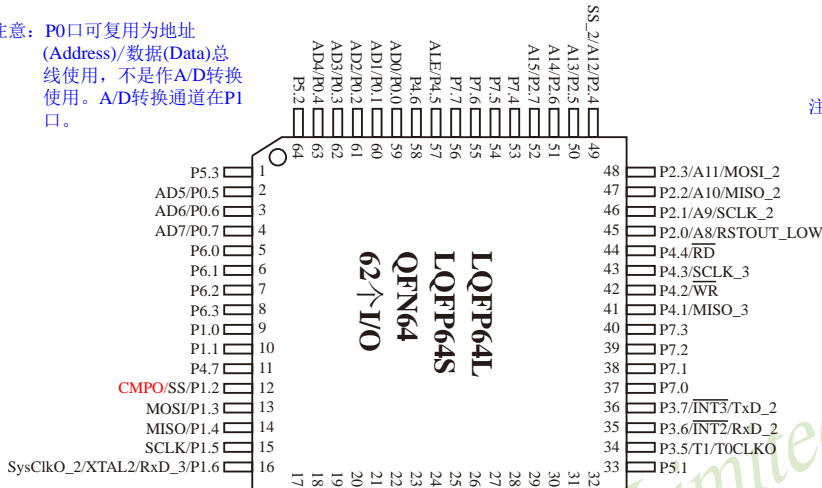 注意：P0口可复用为地址
(Address)/数据(Data)总
线使用，不是作A/D转换
使用。A/D转换通道在P1
口。
注
P5.2
AD4/P0.4
AD3/P0.3
AD2/P0.2
AD1/P0.1
AD0/P0.0
P4.6
ALE/P4.5
P7.7
P7.6
P7.5
P7.4
A15/P2.7
A14/P2.6
A13/P2.5
SS_2/A12/P2.4
64
63
62
61
60
59
58
57
56
55
54
53
52
51
50
49
P5.3 1
AD5/P0.5 2
AD6/P0.6 3
AD7/P0.7 4
P6.0 5
P6.1 6
P6.2 7
P6.3 8
P1.0 9
P1.1 10
P4.7 11
CMPO/SS/P1.2 12
MOSI/P1.3 13
MISO/P1.4 14
SCLK/P1.5 15
SysClkO_2/XTAL2/RxD_3/P1.6 16
LQFP64L
LQFP64S
QFN64
62个I/O
48 P2.3/A11/MOSI_2
47 P2.2/A10/MISO_2
46 P2.1/A9/SCLK_2
45 P2.0/A8/RSTOUT_LOW
44 P4.4/RD
43 P4.3/SCLK_3
42 P4.2/WR
41 P4.1/MISO_3
40 P7.3
39 P7.2
38 P7.1
37 P7.0
36 P3.7/INT3/TxD_2
35 P3.6/INT2/RxD_2
34 P3.5/T1/T0CLKO
33 P5.1
17
18
19
20
21
22
23
24
25
26
27
28
29
30
31
32